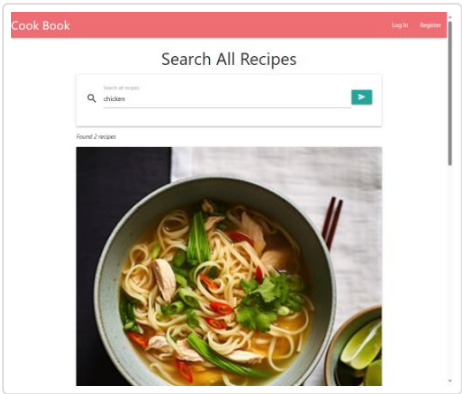 Cook Book
Log In Register
Search All Recipes
Search all recipes
chicken
Found 2 recipes